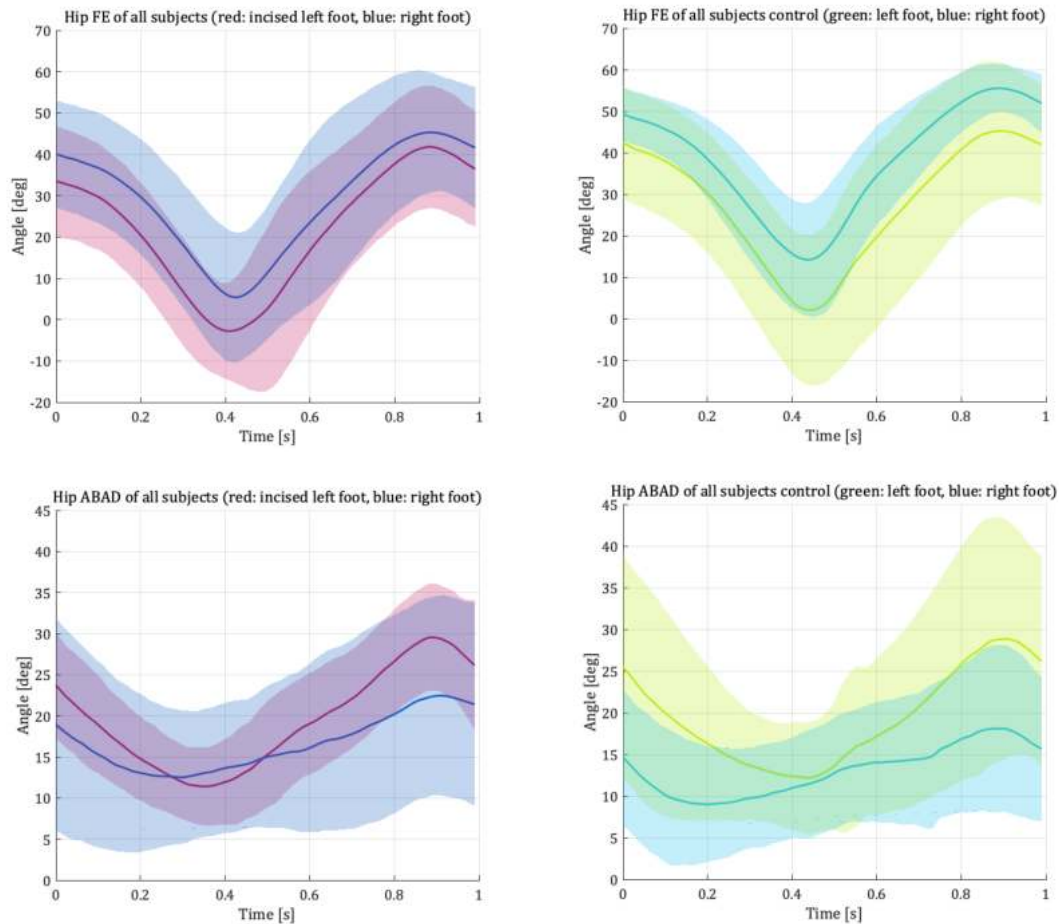 Hip FE of all subjects (red: incised left foot, blue: right foot)
70
60
50
40
30
20
10
0
-10
-20
Angle [deg]
0 0.2 0.4 0.6 0.8 1
Time [s]
Hip FE of all subjects control (green: left foot, blue: right foot)
70
60
50
40
30
20
10
0
-10
-20
Angle [deg]
0 0.2 0.4 0.6 0.8 1
Time [s]
Hip ABAD of all subjects (red: incised left foot, blue: right foot)
45
40
35
30
25
20
15
10
5
0
Angle [deg]
0 0.2 0.4 0.6 0.8 1
Time [s]
Hip ABAD of all subjects control (green: left foot, blue: right foot)
45
40
35
30
25
20
15
10
5
0
Angle [deg]
0 0.2 0.4 0.6 0.8 1
Time [s]